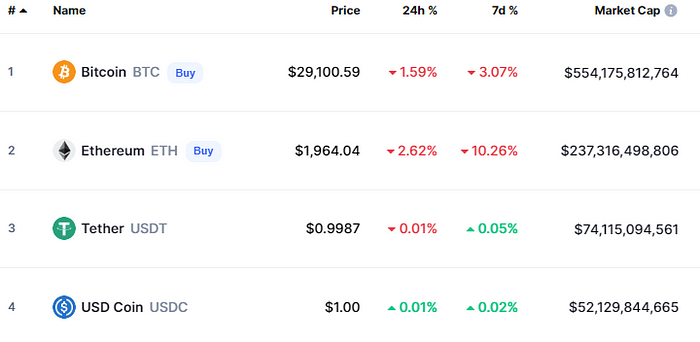 # Name Price 24h % 7d % Market Cap
1 Bitcoin BTC Buy $29,100.59 1.59% 3.07% $554,175,812,764
2 Ethereum ETH Buy $1,964.04 2.62% 10.26% $237,316,498,806
3 Tether USDT $0.9987 0.01% 0.05% $74,115,094,561
4 USD Coin USDC $1.00 0.01% 0.02% $52,129,844,665